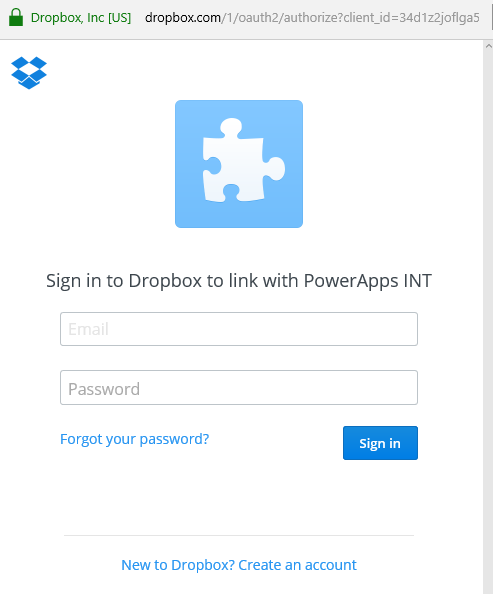 Dropbox, Inc [US] dropbox.com/1/oauth2/authorize?client_id=34d1z2joflga5
Sign in to Dropbox to link with PowerApps INT
Email
Password
Forgot your password?
Sign in
New to Dropbox? Create an account